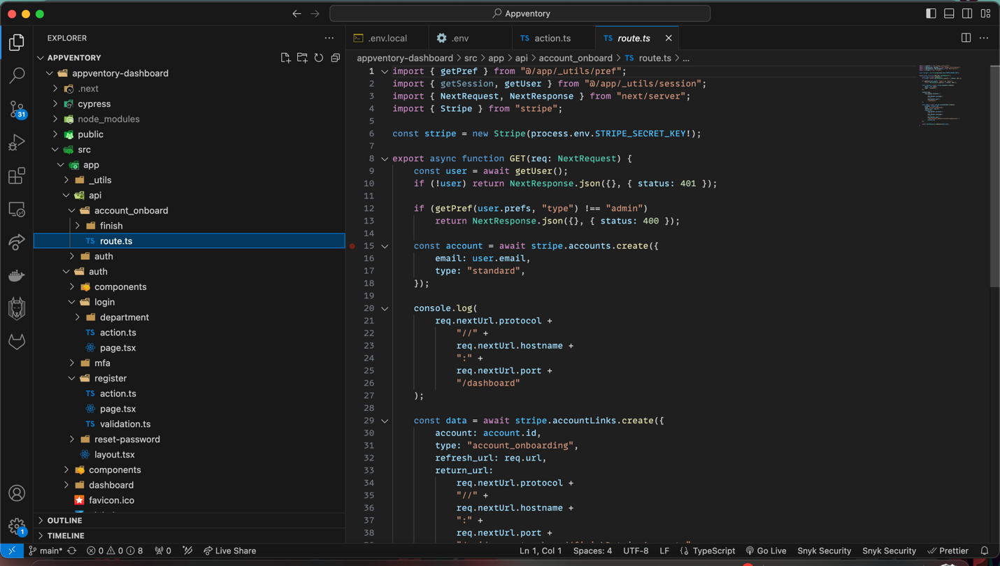 Appventory
EXPLORER
APPVENTORY
appventory-dashboard
.next
cypress
node_modules
public
src
app
_utils
api
account_onboard
finish
TS route.ts
auth
auth
components
login
department
TS action.ts
page.tsx
mfa
register
TS action.ts
page.tsx
TS validation.ts
reset-password
layout.tsx
components
dashboard
favicon.ico
OUTLINE
TIMELINE
31
1
.env.local
.env
TS action.ts
TS route.ts
appventory-dashboard > src > app > api > account_onboard > TS route.ts > ...
1 import { getPref } from "@/app/_utils/pref";
2 import { getSession, getUser } from "@/app/_utils/session";
3 import { NextRequest, NextResponse } from "next/server";
4 import { Stripe } from "stripe";
5
6 const stripe = new Stripe(process.env.STRIPE_SECRET_KEY!);
7
8 export async function GET(req: NextRequest) {
9 const user = await getUser();
10 if (!user) return NextResponse.json({}, { status: 401 });
11
12 if (getPref(user.prefs, "type") !== "admin")
13 return NextResponse.json({}, { status: 400 });
14
15 const account = await stripe.accounts.create({
16 email: user.email,
17 type: "standard",
18 });
19
20 console.log(
21 req.nextUrl.protocol +
22 "//" +
23 req.nextUrl.hostname +
24 ":" +
25 req.nextUrl.port +
26 "/dashboard"
27 );
28
29 const data = await stripe.accountLinks.create({
30 account: account.id,
31 type: "account_onboarding",
32 refresh_url: req.url,
33 return_url:
34 req.nextUrl.protocol +
35 "//" +
36 req.nextUrl.hostname +
37 ":" +
38 req.nextUrl.port +
main* 0 0 8 0 Live Share Ln 1, Col 1 Spaces: 4 UTF-8 LF {} TypeScript Go Live Snyk Security Snyk Security Prettier